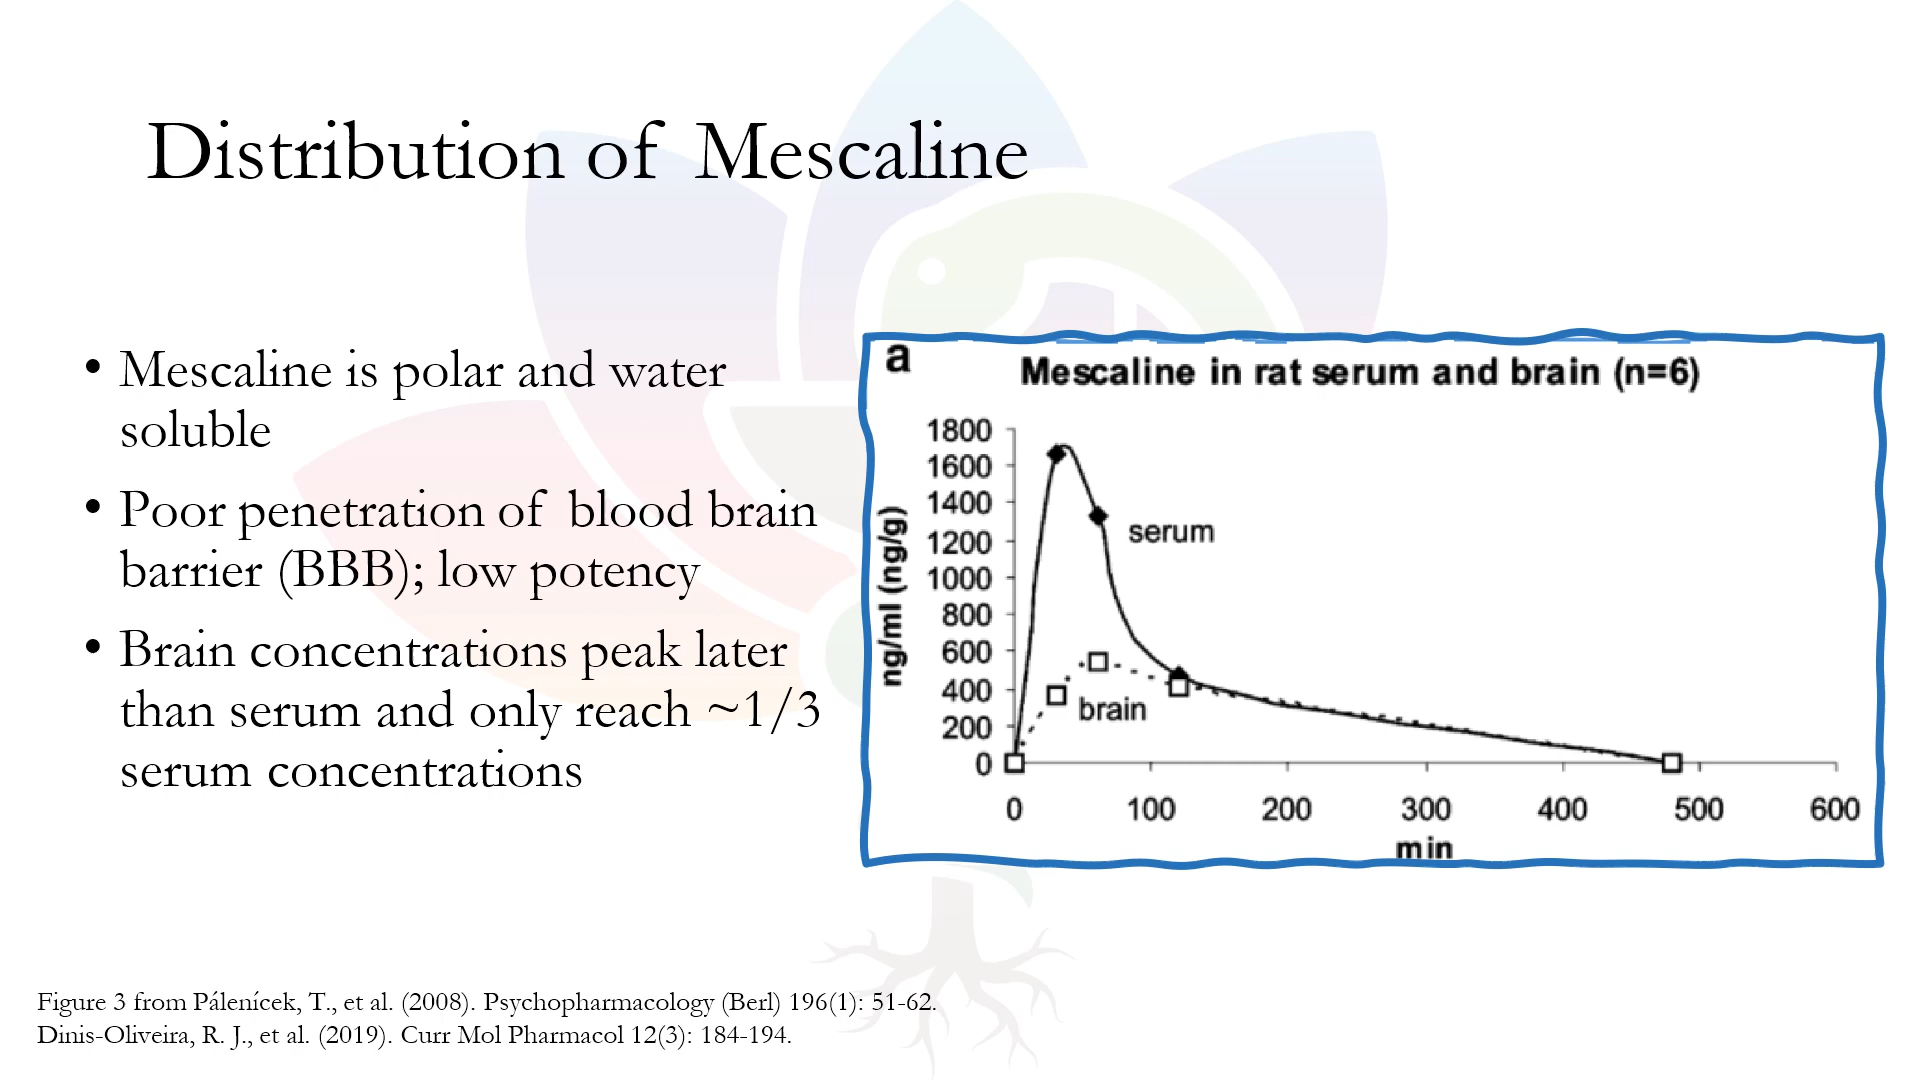 Distribution of Mescaline
• Mescaline is polar and water
soluble
• Poor penetration of blood brain
barrier (BBB); low potency
• Brain concentrations peak later
than serum and only reach ~1/3
serum concentrations
a
Mescaline in rat serum and brain (n=6)
ng/ml (ng/g)
1800
1600
1400
1200
1000
800
600
400
200
0
serum
brain
0 100 200 300 400 500 600
min
Figure 3 from Pálenícek, T., et al. (2008). Psychopharmacology (Berl) 196(1): 51-62.
Dinis-Oliveira, R. J., et al. (2019). Curr Mol Pharmacol 12(3): 184-194.